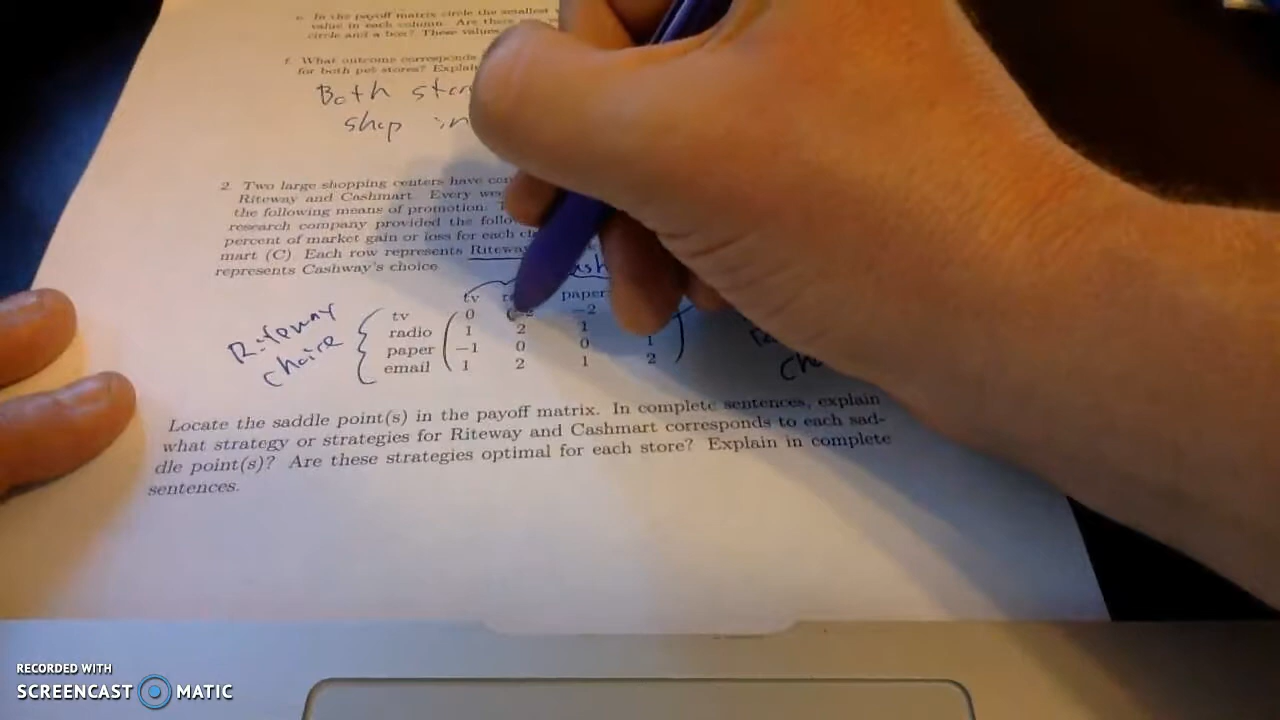 e. In the payoff matrix circle the smallest
value in each column. Are there
circle and a box? These values
f. What outcome corresponds
for both pet stores? Explain
Both
shop in
2. Two large shopping centers have
Riteway and Cashmart. Every
the following means of promotion.
research company provided the
percent of market gain or loss for each
mart (C) Each row represents Riteway
represents Cashway's choice
tv paper
tv 0 -2
radio 1 2 1
paper -1 0 0 1
email 1 2 1 2
choice
Locate the saddle point(s) in the payoff matrix. In complete sentences, explain
what strategy or strategies for Riteway and Cashmart corresponds to each sad-
dle point(s)? Are these strategies optimal for each store? Explain in complete
sentences.
RECORDED WITH
SCREENCAST MATIC